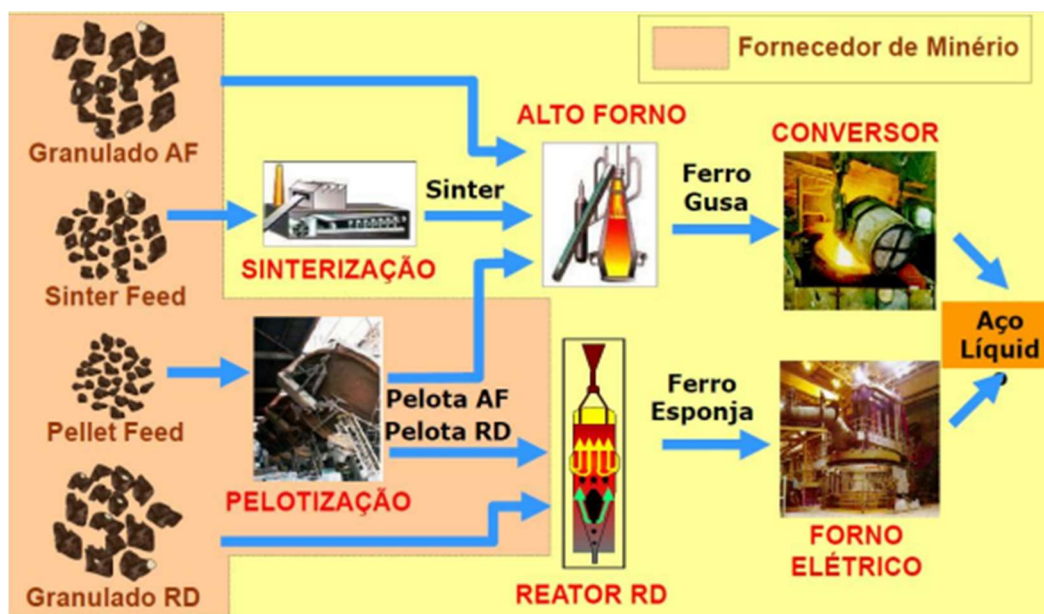 Fornecedor de Minério
Granulado AF
ALTO FORNO
CONVERSOR
Sinter
Ferro
Gusa
Sinter Feed
SINTERIZAÇÃO
Aço
Líquid
o
Pellet Feed
Pelota AF
Pelota RD
Ferro
Esponja
PELOTIZAÇÃO
Granulado RD
REATOR RD
FORNO
ELÉTRICO